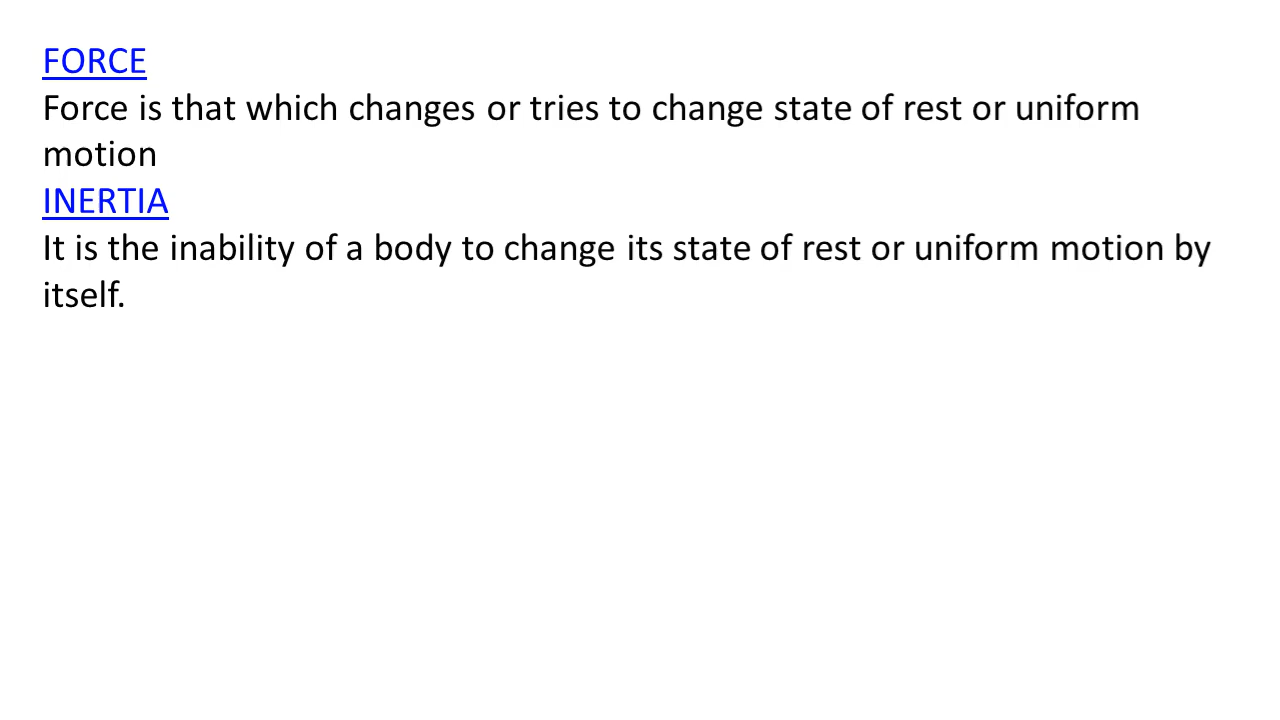 FORCE
Force is that which changes or tries to change state of rest or uniform
motion
INERTIA
It is the inability of a body to change its state of rest or uniform motion by
itself.